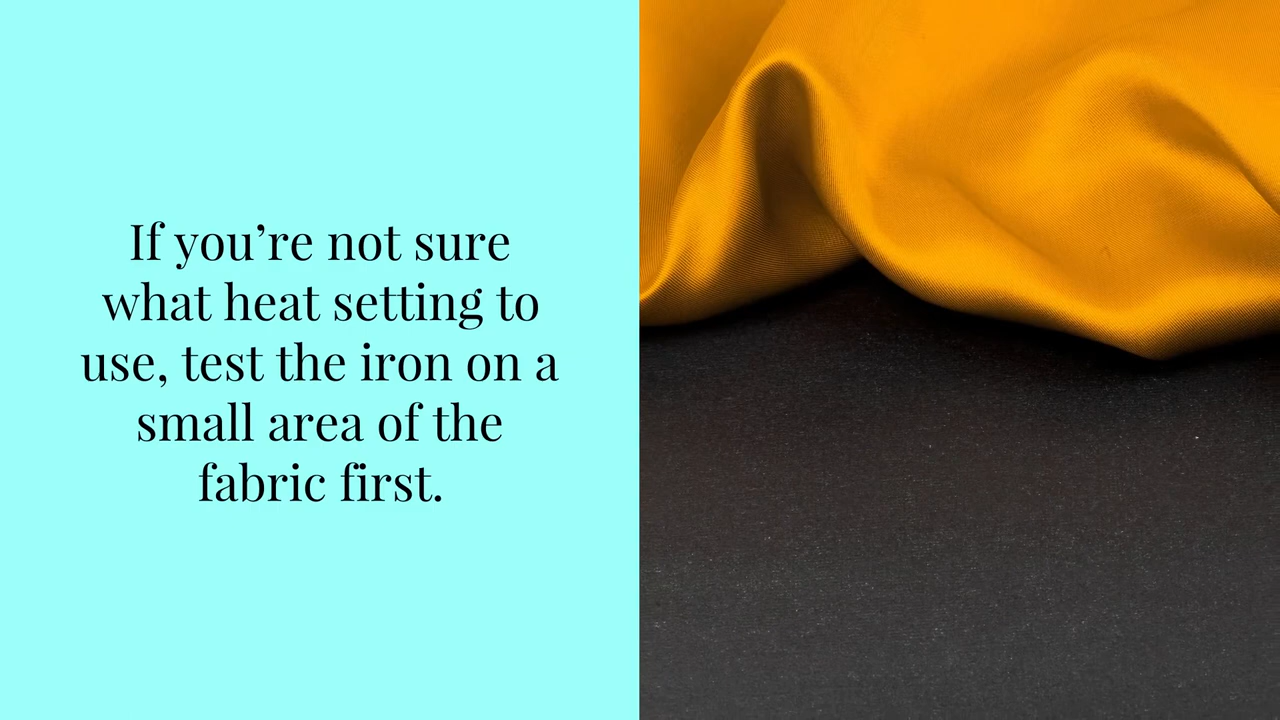 If you’re not sure
what heat setting to
use, test the iron on a
small area of the
fabric first.